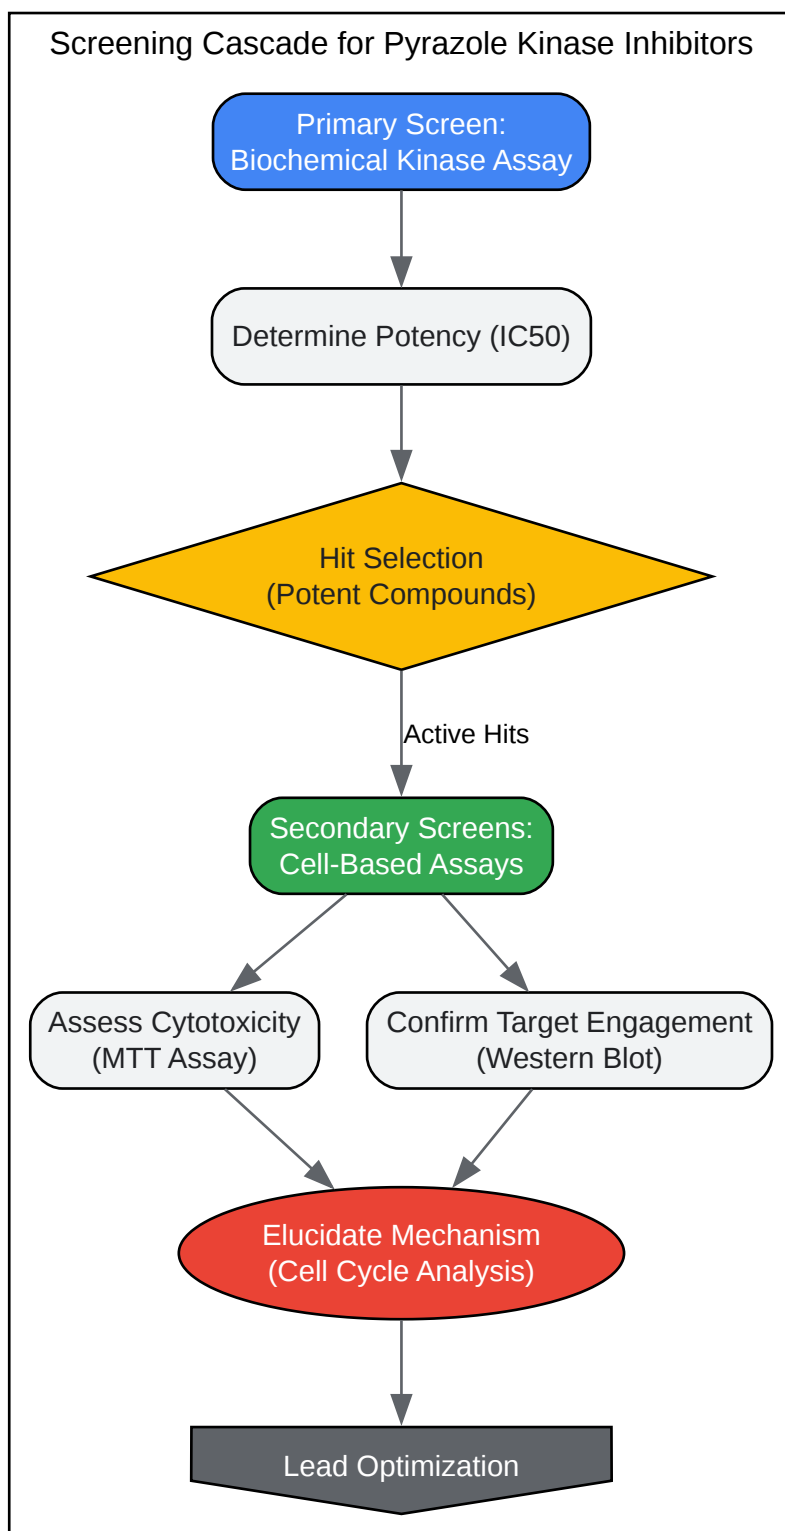 Screening Cascade for Pyrazole Kinase Inhibitors
Primary Screen:
Biochemical Kinase Assay
Determine Potency (IC50)
Hit Selection
(Potent Compounds)
Active Hits
Secondary Screens:
Cell-Based Assays
Assess Cytotoxicity
(MTT Assay)
Confirm Target Engagement
(Western Blot)
Elucidate Mechanism
(Cell Cycle Analysis)
Lead Optimization